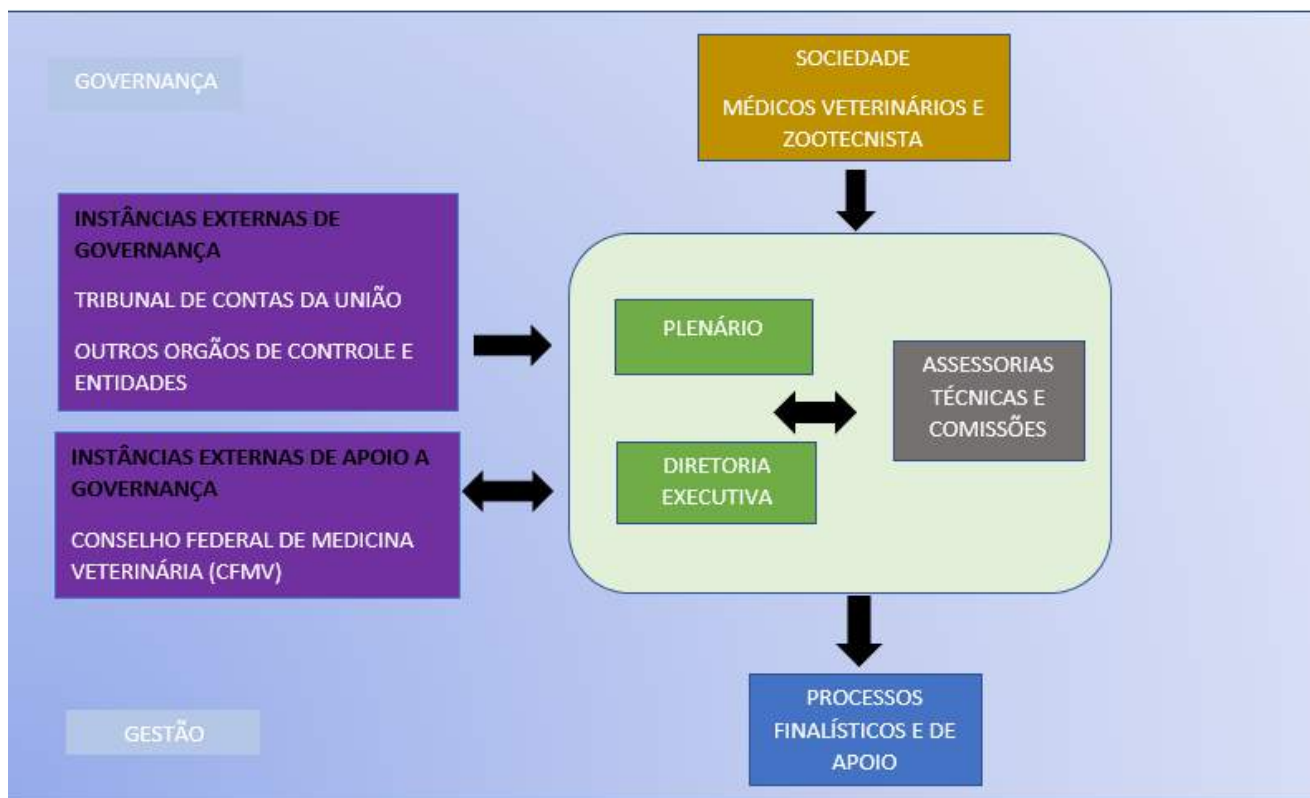 GOVERNANÇA
SOCIEDADE
MÉDICOS VETERINÁRIOS E
ZOOTECNISTA
INSTÂNCIAS EXTERNAS DE
GOVERNANÇA
TRIBUNAL DE CONTAS DA UNIÃO
OUTROS ORGÃOS DE CONTROLE E
ENTIDADES
PLENÁRIO
ASSESSORIAS
TÉCNICAS E
COMISSÕES
INSTÂNCIAS EXTERNAS DE APOIO A
GOVERNANÇA
CONSELHO FEDERAL DE MEDICINA
VETERINÁRIA (CFMV)
DIRETORIA
EXECUTIVA
GESTÃO
PROCESSOS
FINALÍSTICOS E DE
APOIO